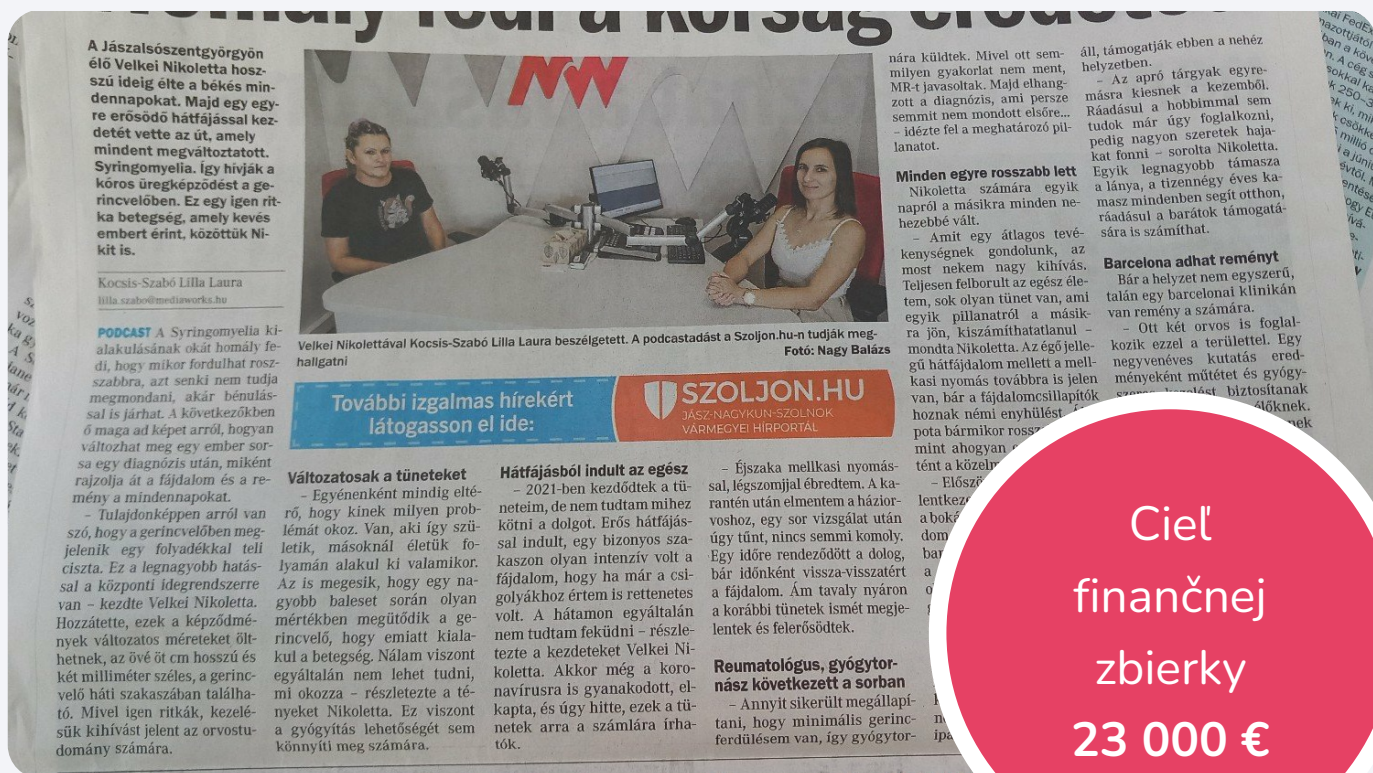 a kórság
A Jászalsószentgyörgyön
élő Velkei Nikoletta hosz-
szú ideig élte a békés min-
dennapokat. Majd egy egy-
re erősödő hátfájással kez-
detét vette az út, amely
mindent megváltoztatott.
Syringomyelia. Így hívják a
kóros üregképződést a ge-
rincvelőben. Ez egy igen rit-
ka betegség, amely kevés
embert érint, közöttük Ni-
kit is.
Kocsis-Szabó Lilla Laura
lilla.szabo@mediaworks.hu
PODCAST A Syringomyelia ki-
alakulásának okát homály fe-
di, hogy mikor fordulhat rosz-
szabbra, azt senki nem tudja
megmondani, akár bénulás-
sal is járhat. A következőkben
ő maga ad képet arról, hogyan
változhat meg egy ember sor-
sa egy diagnózis után, miként
rajzolja át a fájdalom és a re-
mény a mindennapokat.
– Tulajdonképpen arról van
szó, hogy a gerincvelőben meg-
jelenik egy folyadékkal teli
ciszta. Ez a legnagyobb hatás-
sal a központi idegrendszerre
van – kezdte Velkei Nikoletta.
Hozzátette, ezek a képződmé-
nyek változatos méreteket ölt-
hetnek, az övé öt cm hosszú és
két milliméter széles, a gerinc-
velő háti szakaszában találha-
tó. Mivel igen ritkák, kezelé-
sük kihívást jelent az orvostu-
domány számára.
NW
Velkei Nikolettával Kocsis-Szabó Lilla Laura beszélgetett. A podcastadást a Szoljon.hu-n tudják meg-
hallgatni
Fotó: Nagy Balázs
További izgalmas hírekért
látogasson el ide:
SZOLJON.HU
JÁSZ-NAGYKUN-SZOLNOK
VÁRMEGYEI HÍRPORTÁL
Változatosak a tüneteket
– Egyénenként mindig elté-
rő, hogy kinek milyen prob-
lémát okoz. Van, aki így szü-
letik, másoknál életük fo-
lyamán alakul ki valamikor.
Az is megesik, hogy egy na-
gyobb baleset során olyan
mértékben megütődik a ge-
rincvelő, hogy emiatt kiala-
kul a betegség. Nálam viszont
egyáltalán nem lehet tudni,
mi okozza – részletezte a té-
nyeket Nikoletta. Ez viszont
a gyógyítás lehetőségét sem
könnyíti meg számára.
Hátfájásból indult az egész
– 2021-ben kezdődtek a tü-
neteim, de nem tudtam mihez
kötni a dolgot. Erős hátfájás-
sal indult, egy bizonyos sza-
kaszon olyan intenzív volt a
fájdalom, hogy ha már a csi-
golyákhoz értem is rettenetes
volt. A hátamon egyáltalán
nem tudtam feküdni – részle-
tezte a kezdeteket Velkei Ni-
koletta. Akkor még a koro-
navírusra is gyanakodott, el-
kapta, és úgy hitte, ezek a tü-
netek arra a számlára írha-
tók.
– Éjszaka mellkasi nyomás-
sal, légszomjjal ébredtem. A ka-
rantén után elmentem a házior-
voshoz, egy sor vizsgálat után
úgy tűnt, nincs semmi komoly.
Egy időre rendeződött a dolog,
bár időnként vissza-visszatért
a fájdalom. Ám tavaly nyáron
a korábbi tünetek ismét megje-
lentek és felerősödtek.
Reumatológus, gyógytor-
nász következett a sorban
– Annyit sikerült megállapí-
tani, hogy minimális gerinc-
ferdülésem van, így gyógytor-
nára küldtek. Mivel ott sem-
milyen gyakorlat nem ment,
MR-t javasoltak. Majd elhang-
zott a diagnózis, ami persze
semmit nem mondott elsőre...
– idézte fel a meghatározó pil-
lanatot.
Minden egyre rosszabb lett
Nikoletta számára egyik
napról a másikra minden ne-
hezebbé vált.
– Amit egy átlagos tevé-
kenységnek gondolunk, az
most nekem nagy kihívás.
Teljesen felborult az egész éle-
tem, sok olyan tünet van, ami
egyik pillanatról a másik-
ra jön, kiszámíthatatlanul –
mondta Nikoletta. Az égő jelle-
gű hátfájdalom mellett a mell-
kasi nyomás továbbra is jelen
van, bár a fájdalomcsillapítók
hoznak némi enyhülést.
pota bármikor rossz
mint ahogyan
tént a közelm
– Előszö
lentkez
a boká
dom
bar
a
áll, támogatják ebben a nehéz
helyzetben.
– Az apró tárgyak egyre-
másra kiesnek a kezemből.
Ráadásul a hobbimmal sem
tudok már úgy foglalkozni,
pedig nagyon szeretek haja-
kat fonni – sorolta Nikoletta.
Egyik legnagyobb támasza
a lánya, a tizennégy éves ka-
masz mindenben segít otthon,
ráadásul a barátok támogatá-
sára is számíthat.
Barcelona adhat reményt
Bár a helyzet nem egyszerű,
talán egy barcelonai klinikán
van remény a számára.
– Ott két orvos is foglal-
kozik ezzel a területtel. Egy
negyvenéves kutatás ered-
ményeként műtétet és gyógy-
biztosítanak
élőknek.
nek
Cieľ
finančnej
zbierky
23 000 €